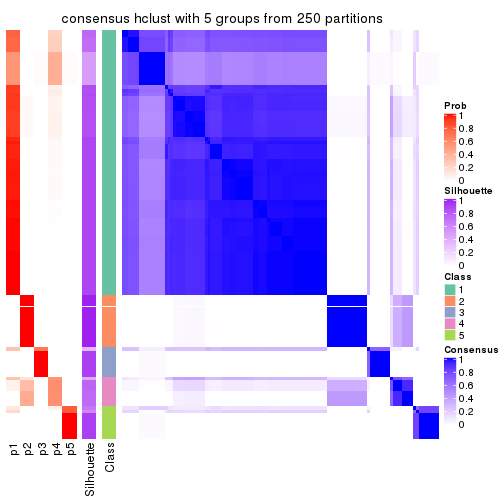 consensus hclust with 5 groups from 250 partitions
Prob
1
0.8
0.6
0.4
0.2
0
Silhouette
1
0.8
0.6
0.4
0.2
0
Class
1
2
3
4
5
Consensus
1
0.8
0.6
0.4
0.2
0
p1
p2
p3
p4
p5
Silhouette
Class